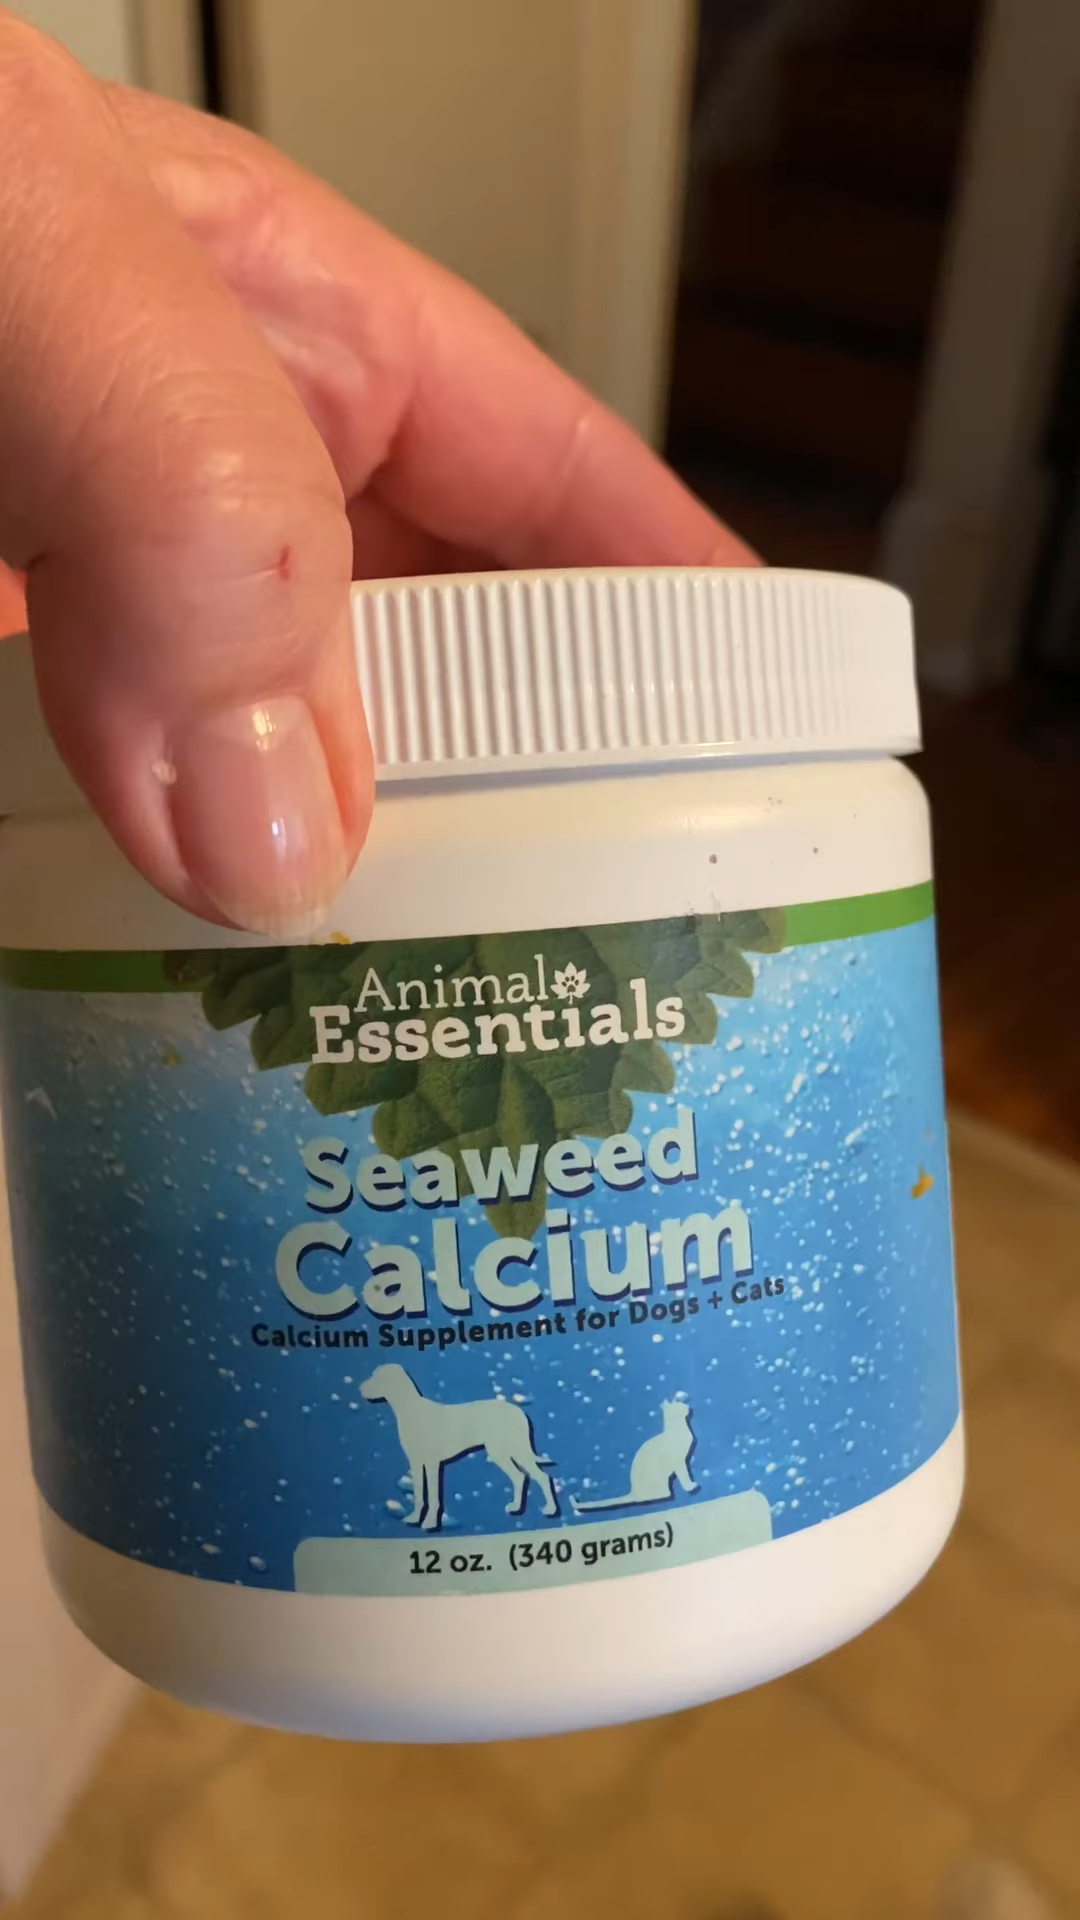 Animal
Essentials
Seaweed
Calcium
Calcium Supplement for Dogs + Cats
12 oz. (340 grams)